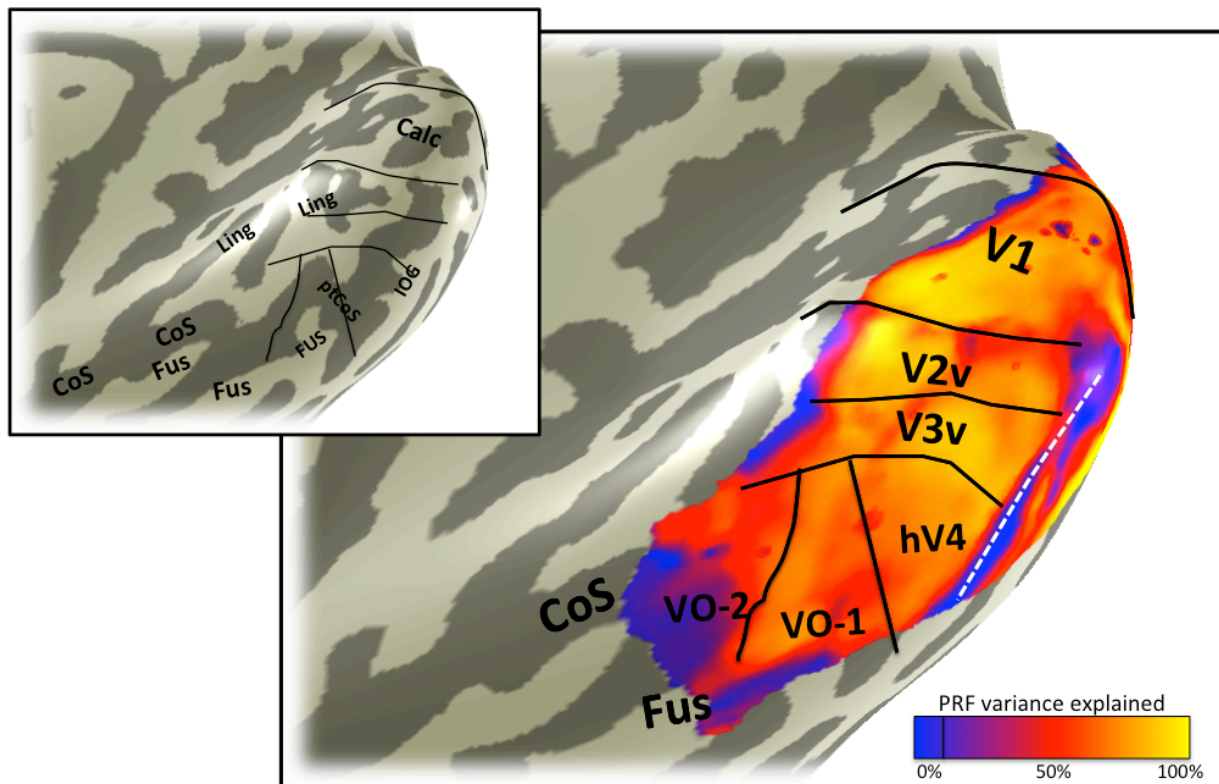 Calc
Ling
Ling
IOG
ptCoS
FUS
CoS
Fus
CoS
Fus
V1
V2v
V3v
hV4
VO-2
VO-1
CoS
Fus
PRF variance explained
0% 50% 100%